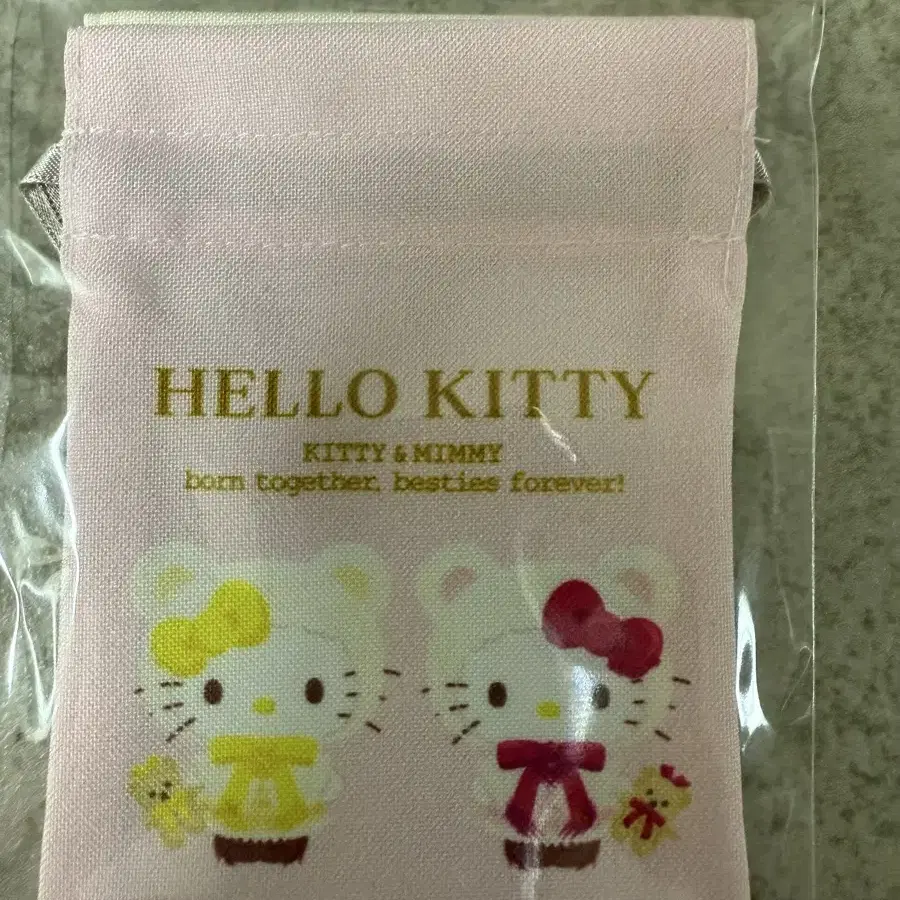 HELLO KITTY
KITTY & MIMMY
born together, besties forever!